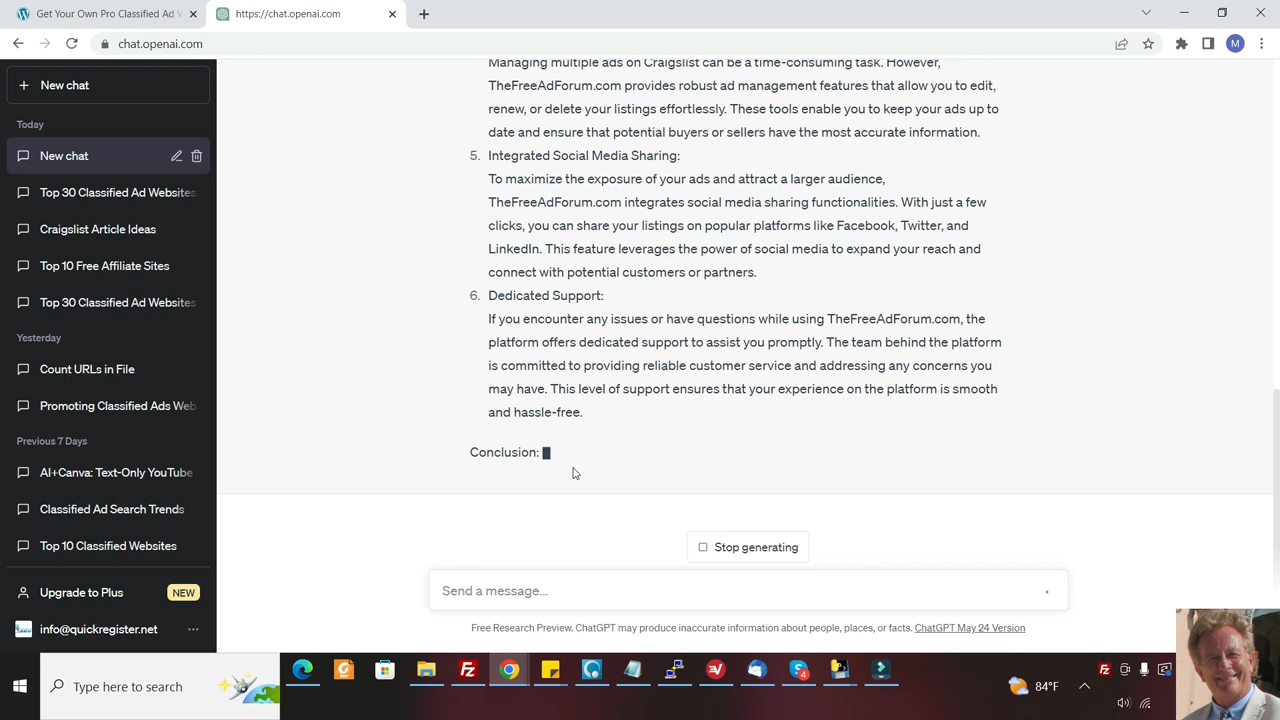 Get Your Own Pro Classified Ad W
https://chat.openai.com
chat.openai.com
M
New chat
Today
New chat
Top 30 Classified Ad Websites
Craigslist Article Ideas
Top 10 Free Affiliate Sites
Top 30 Classified Ad Websites
Yesterday
Count URLs in File
Promoting Classified Ads Web
Previous 7 Days
AI+Canva: Text-Only YouTube
Classified Ad Search Trends
Top 10 Classified Websites
Upgrade to Plus NEW
info@quickregister.net
Managing multiple ads on Craigslist can be a time-consuming task. However,
TheFreeAdForum.com provides robust ad management features that allow you to edit,
renew, or delete your listings effortlessly. These tools enable you to keep your ads up to
date and ensure that potential buyers or sellers have the most accurate information.
5. Integrated Social Media Sharing:
To maximize the exposure of your ads and attract a larger audience,
TheFreeAdForum.com integrates social media sharing functionalities. With just a few
clicks, you can share your listings on popular platforms like Facebook, Twitter, and
LinkedIn. This feature leverages the power of social media to expand your reach and
connect with potential customers or partners.
6. Dedicated Support:
If you encounter any issues or have questions while using TheFreeAdForum.com, the
platform offers dedicated support to assist you promptly. The team behind the platform
is committed to providing reliable customer service and addressing any concerns you
may have. This level of support ensures that your experience on the platform is smooth
and hassle-free.
Conclusion:
Stop generating
Send a message...
Free Research Preview. ChatGPT may produce inaccurate information about people, places, or facts. ChatGPT May 24 Version
Type here to search
4
84°F